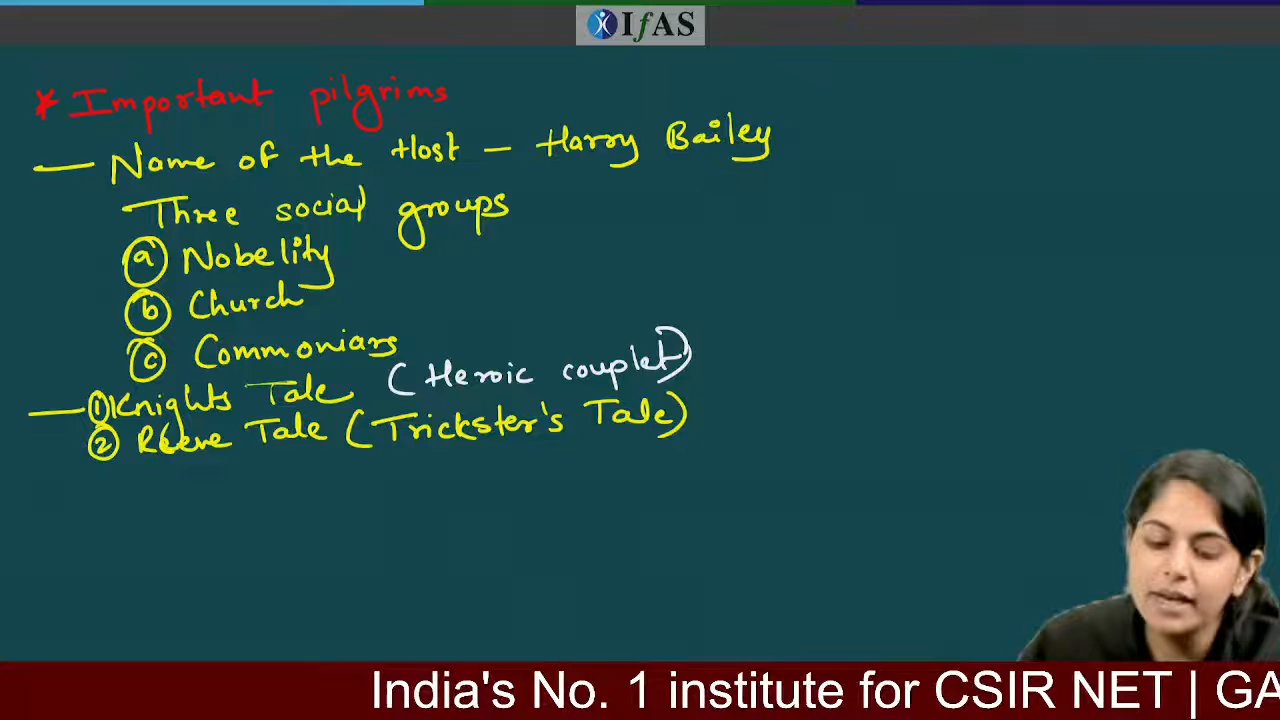 IfAS
* Important pilgrims
— Name of the Host – Harry Bailey
Three social groups
(a) Nobelity
(b) Church
(c) Commoniars
— (1) Knights Tale (Heroic couplet)
(2) Reeve Tale (Trickster's Tale)
India's No. 1 institute for CSIR NET | GA